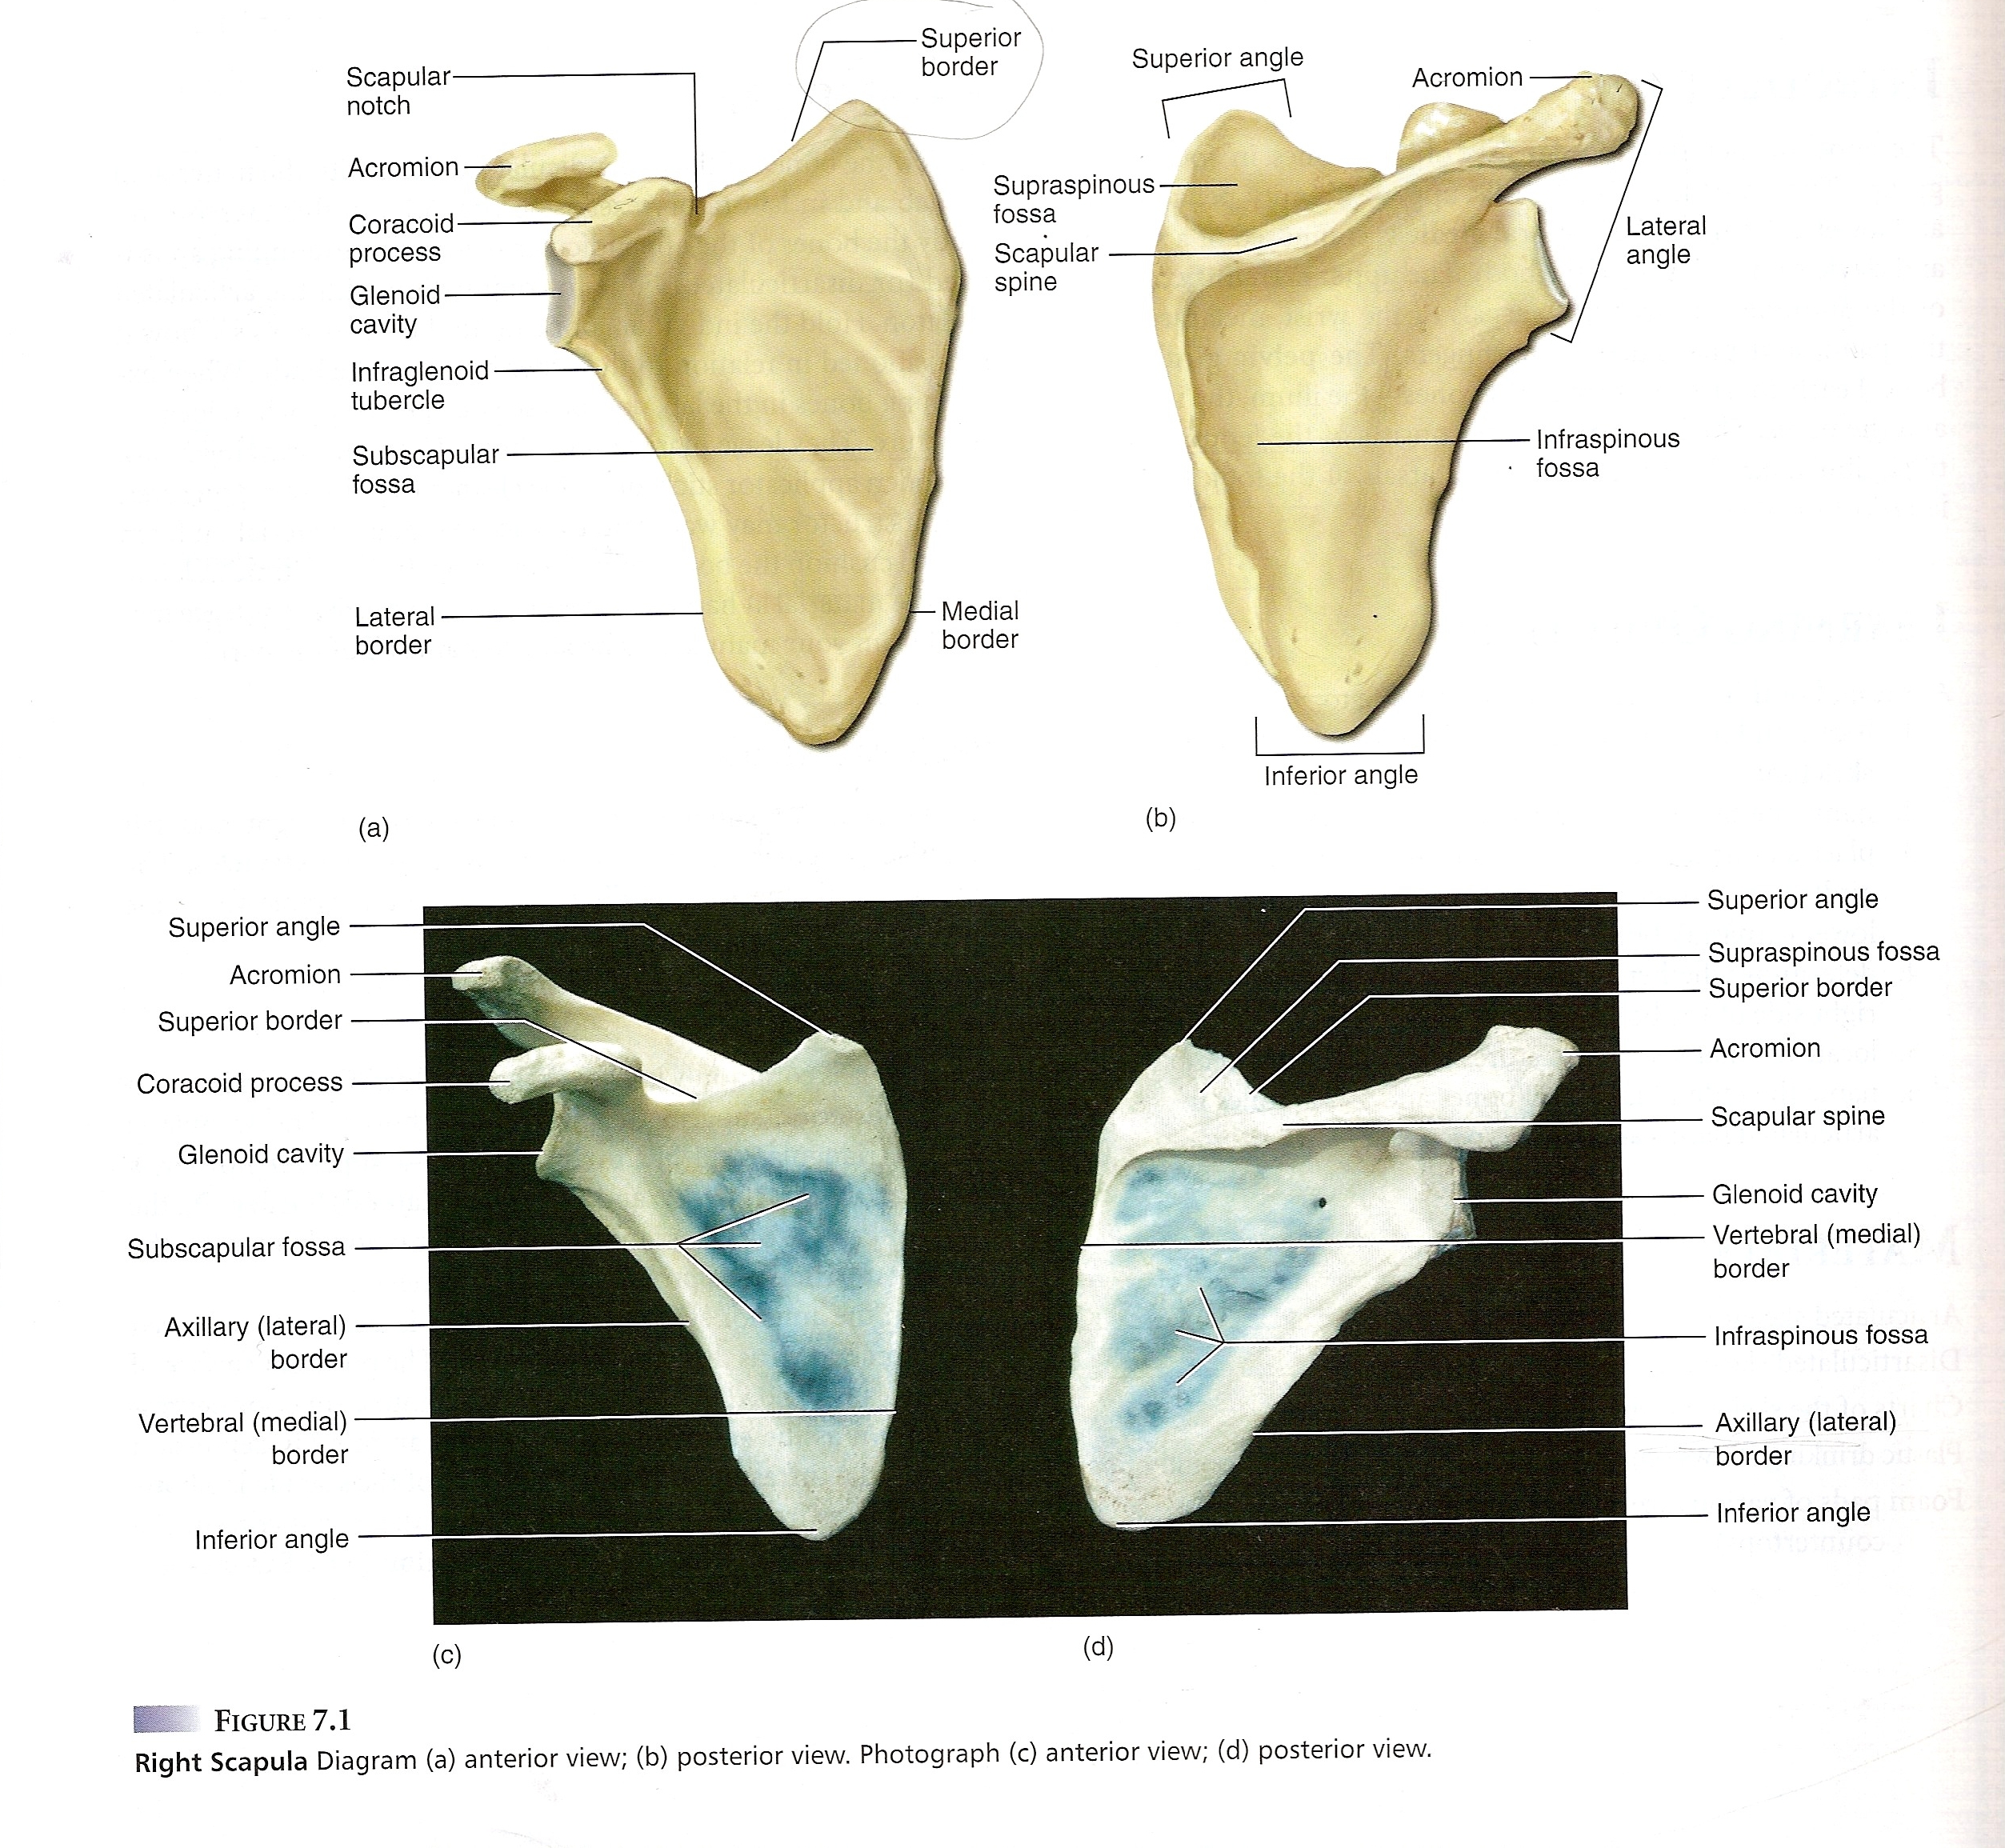 Scapular
notch
Superior
border
Acromion
Coracoid
process
Glenoid
cavity
Infraglenoid
tubercle
Subscapular
fossa
Lateral
border
Medial
border
(a)
Superior angle
Acromion
Supraspinous
fossa
Scapular
spine
Lateral
angle
Infraspinous
fossa
Inferior angle
(b)
Superior angle
Acromion
Superior border
Coracoid process
Glenoid cavity
Subscapular fossa
Axillary (lateral)
border
Vertebral (medial)
border
Inferior angle
(c)
Superior angle
Supraspinous fossa
Superior border
Acromion
Scapular spine
Glenoid cavity
Vertebral (medial)
border
Infraspinous fossa
Axillary (lateral)
border
Inferior angle
(d)
FIGURE 7.1
Right Scapula Diagram (a) anterior view; (b) posterior view. Photograph (c) anterior view; (d) posterior view.